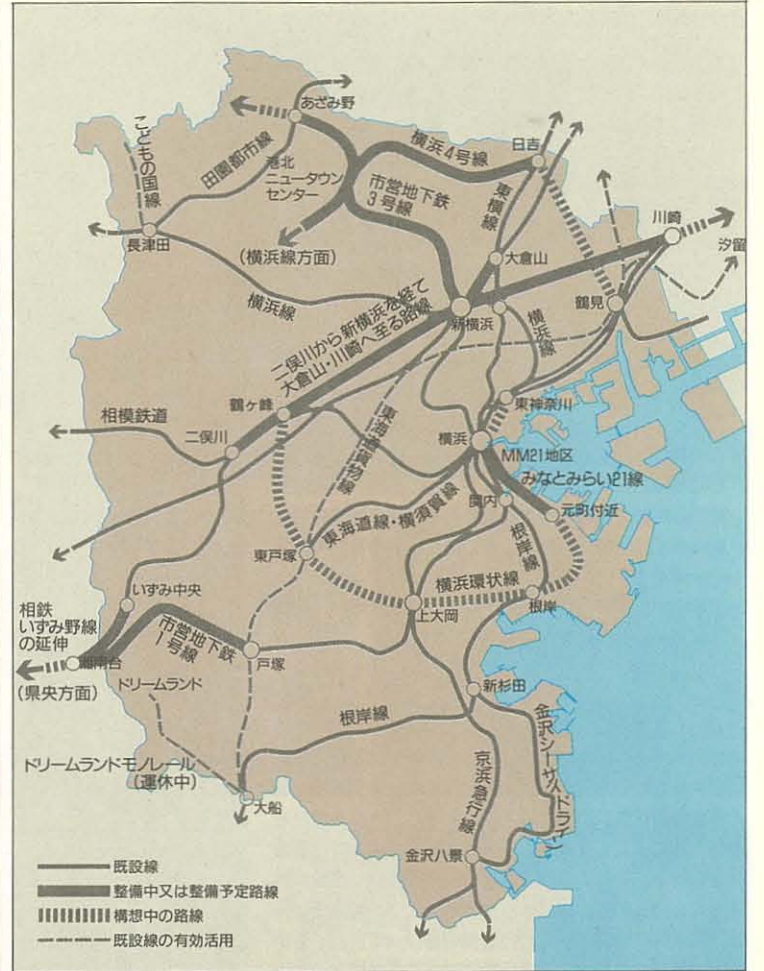 あざみ野
こどもの国線
田園都市線
港北
ニュータウン
センター
横浜4号線
日吉
市営地下鉄
3号線
東横線
川崎
汐留
長津田
(横浜線方面)
大倉山
鶴見
横浜線
新横浜
横浜線
二俣川から新横浜を経て
大倉山・川崎へ至る路線
鶴ヶ峰
東神奈川
相模鉄道
二俣川
東海道貨物線
横浜
MM21地区
みなとみらい21線
関内
元町付近
東海道線・横須賀線
東戸塚
根岸線
横浜環状線
いずみ中央
上大岡
根岸
相鉄
いずみ野線
の延伸
市営地下鉄
1号線
湘南台
戸塚
(県央方面)
ドリームランド
新杉田
根岸線
金沢シーサイドライン
ドリームランドモノレール
(運休中)
京浜急行線
大船
金沢八景
既設線
整備中又は整備予定路線
構想中の路線
既設線の有効活用